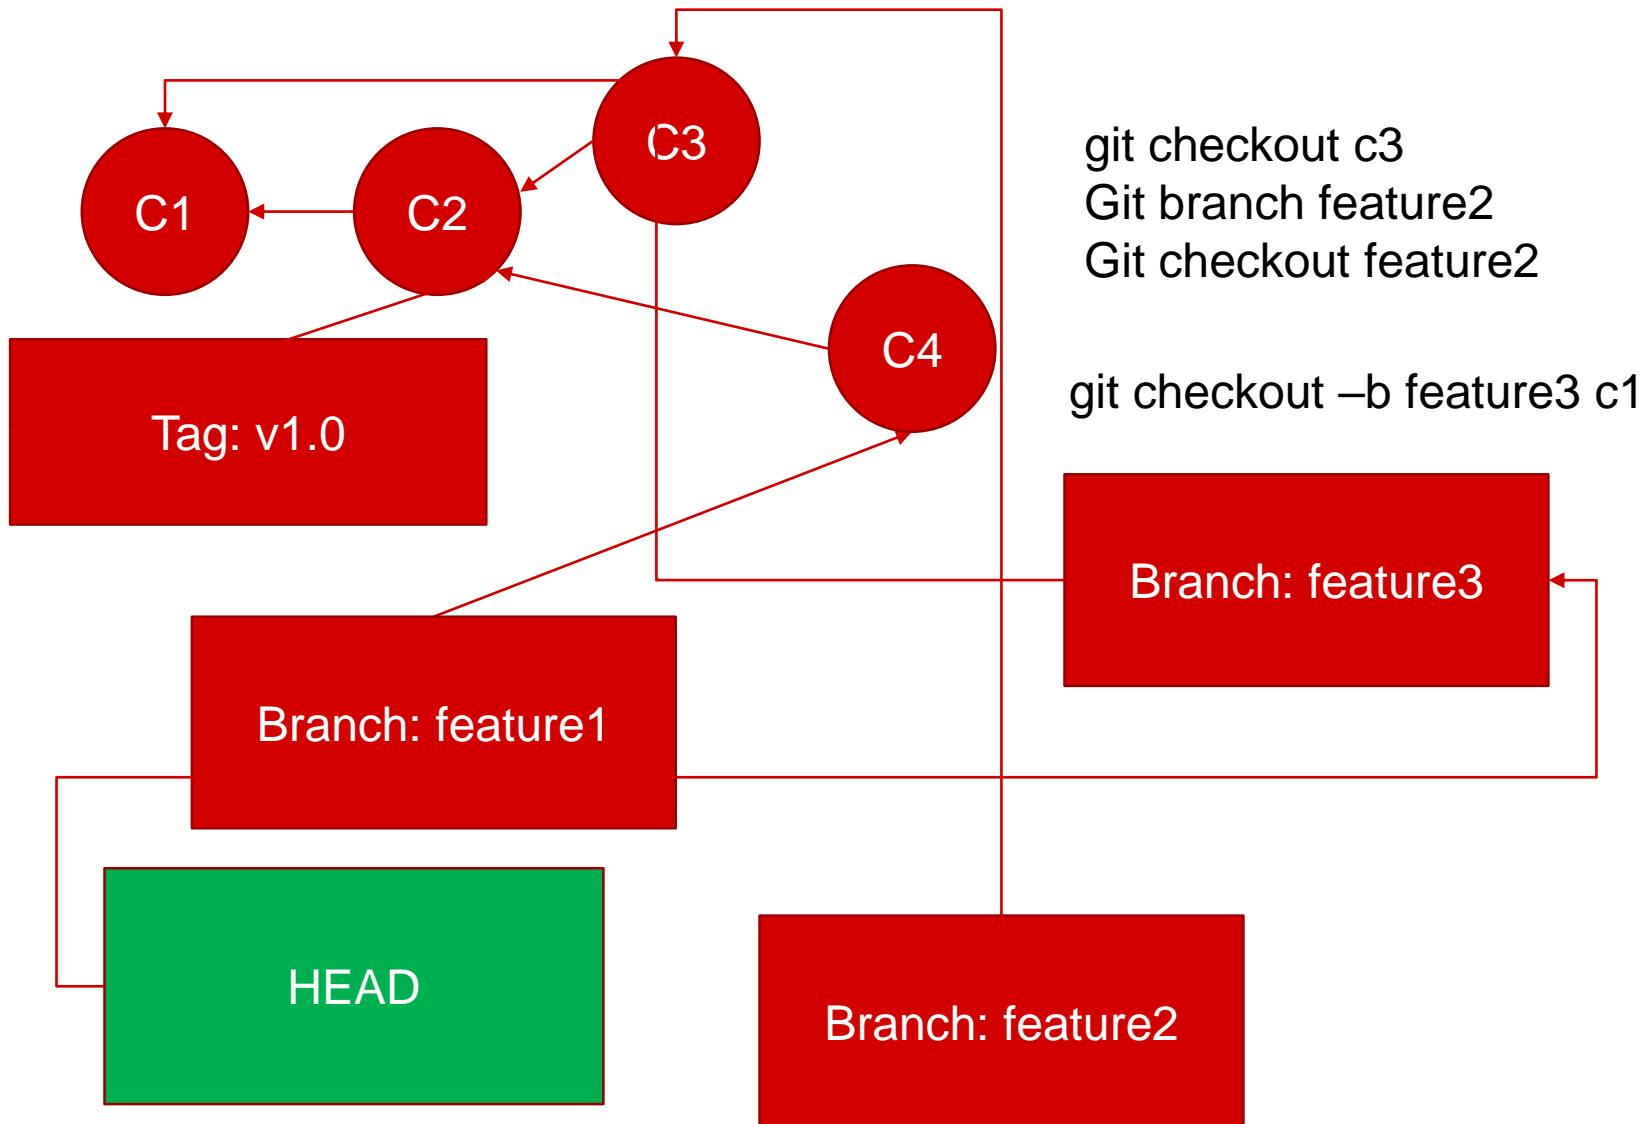 C3
git checkout c3
C1
C2
Git branch feature2
Git checkout feature2
C4
git checkout –b feature3 c1
Tag: v1.0
Branch: feature3
Branch: feature1
HEAD
Branch: feature2